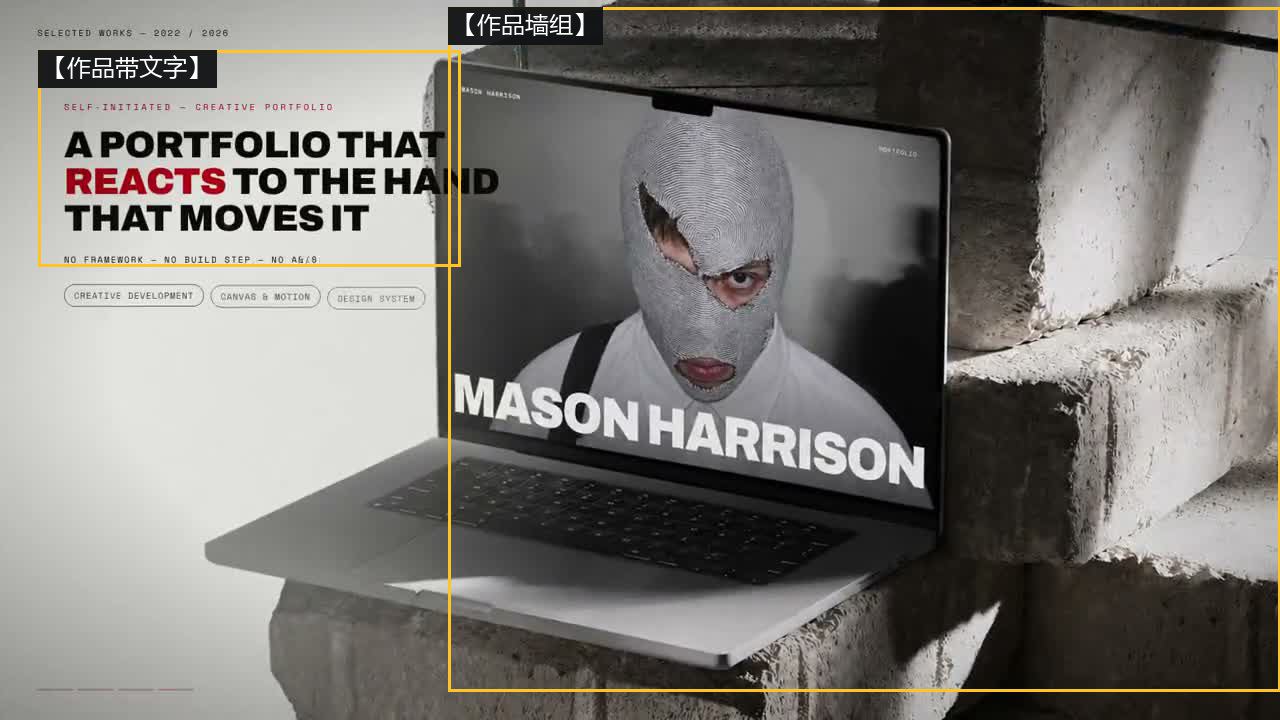 SELECTED WORKS — 2022 / 2026
【作品墙组】
【作品带文字】
SELF-INITIATED — CREATIVE PORTFOLIO
A PORTFOLIO THAT
REACTS TO THE HAND
THAT MOVES IT
NO FRAMEWORK — NO BUILD STEP — NO
CREATIVE DEVELOPMENT
CANVAS & MOTION
DESIGN SYSTEM
MASON HARRISON
PORTFOLIO
MASON HARRISON